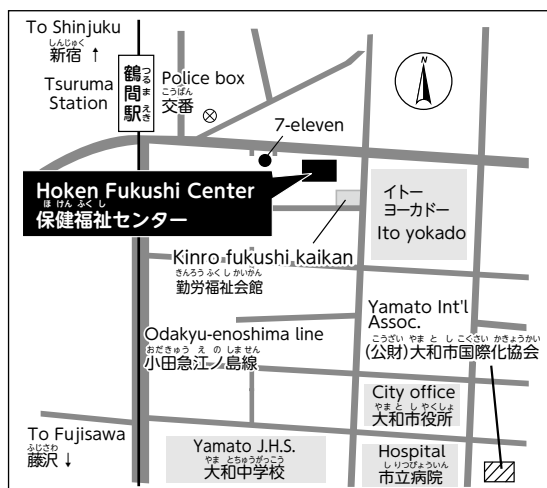 To Shinjuku
しんじゅく
新宿 ↑
Tsuruma
Station
つるま えき
鶴間駅
Police box
こうばん
交番
N
7-eleven
Hoken Fukushi Center
ほけんふくし
保健福祉センター
イトー
ヨーカドー
Ito yokado
Kinro fukushi kaikan
きんろうふくしかいかん
勤労福祉会館
Yamato Int'l
Assoc.
こうざい やまとし こくさいかきょうかい
(公財)大和市国際化協会
Odakyu-enoshima line
おだきゅう えのしません
小田急江ノ島線
City office
やまとしやくしょ
大和市役所
To Fujisawa
ふじさわ
藤沢 ↓
Yamato J.H.S.
やまとちゅうがっこう
大和中学校
Hospital
しりつびょういん
市立病院